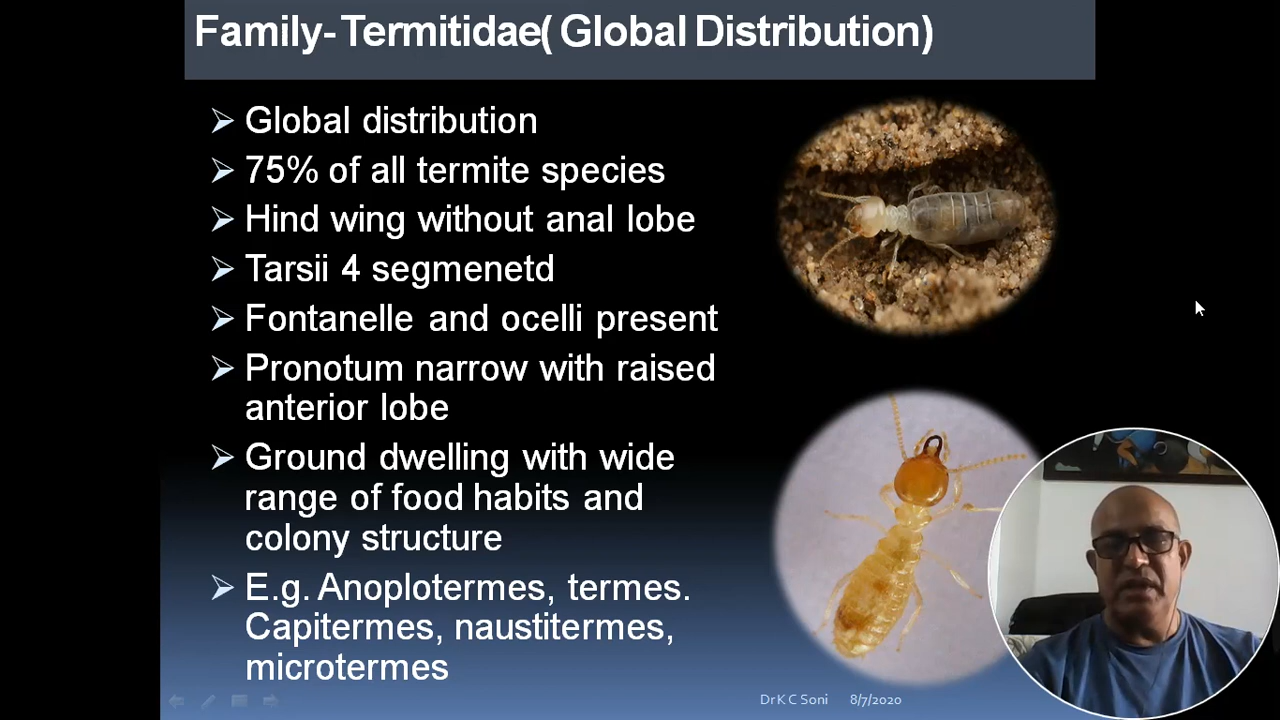 Family- Termitidae( Global Distribution)
Global distribution
75% of all termite species
Hind wing without anal lobe
Tarsii 4 segmenetd
Fontanelle and ocelli present
Pronotum narrow with raised
anterior lobe
Ground dwelling with wide
range of food habits and
colony structure
E.g. Anoplotermes, termes.
Capitermes, naustitermes,
microtermes
Dr K C Soni 8/7/2020